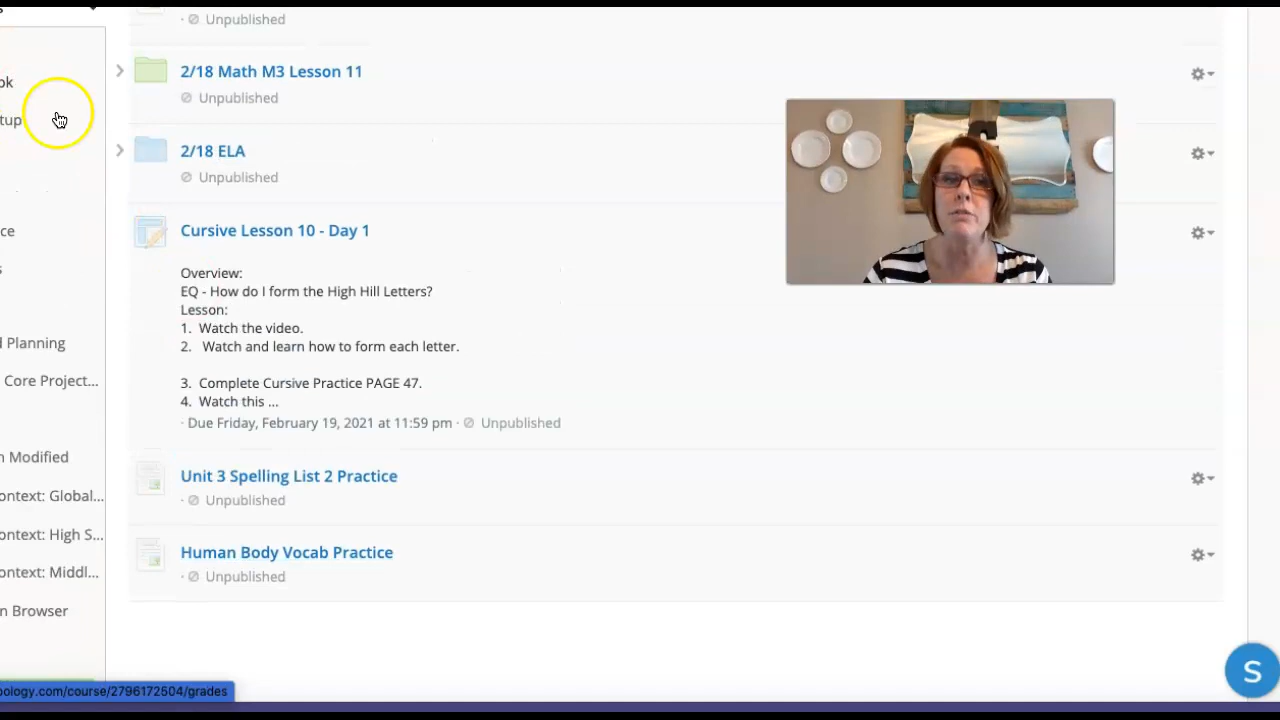 Unpublished
2/18 Math M3 Lesson 11
Unpublished
2/18 ELA
Unpublished
Cursive Lesson 10 - Day 1
Overview:
EQ - How do I form the High Hill Letters?
Lesson:
1. Watch the video.
2. Watch and learn how to form each letter.
3. Complete Cursive Practice PAGE 47.
4. Watch this ...
· Due Friday, February 19, 2021 at 11:59 pm · Unpublished
Unit 3 Spelling List 2 Practice
· Unpublished
Human Body Vocab Practice
· Unpublished
ok
tup
ce
s
d Planning
Core Project...
n Modified
ontext: Global...
ontext: High S...
ontext: Middl...
n Browser
ology.com/course/2796172504/grades
S